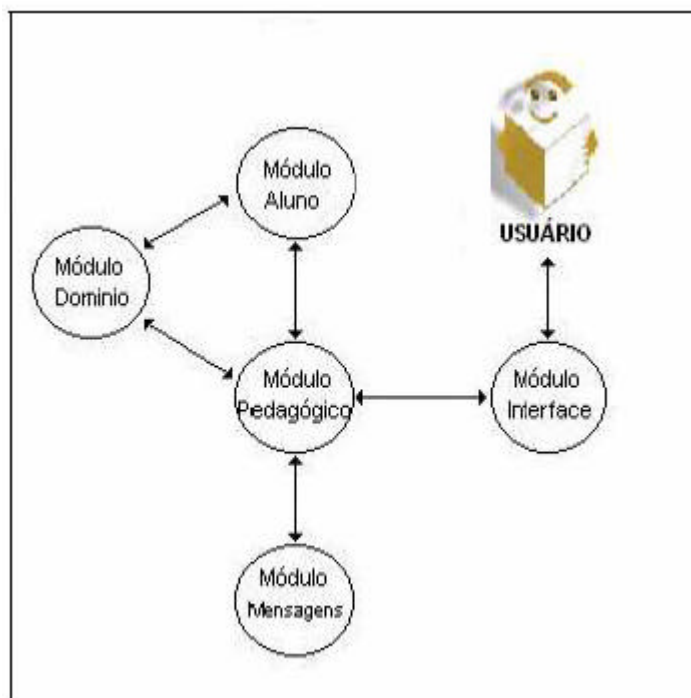 Módulo
Aluno
USUÁRIO
Módulo
Dominio
Módulo
Pedagógico
Módulo
Interface
Módulo
Mensagens